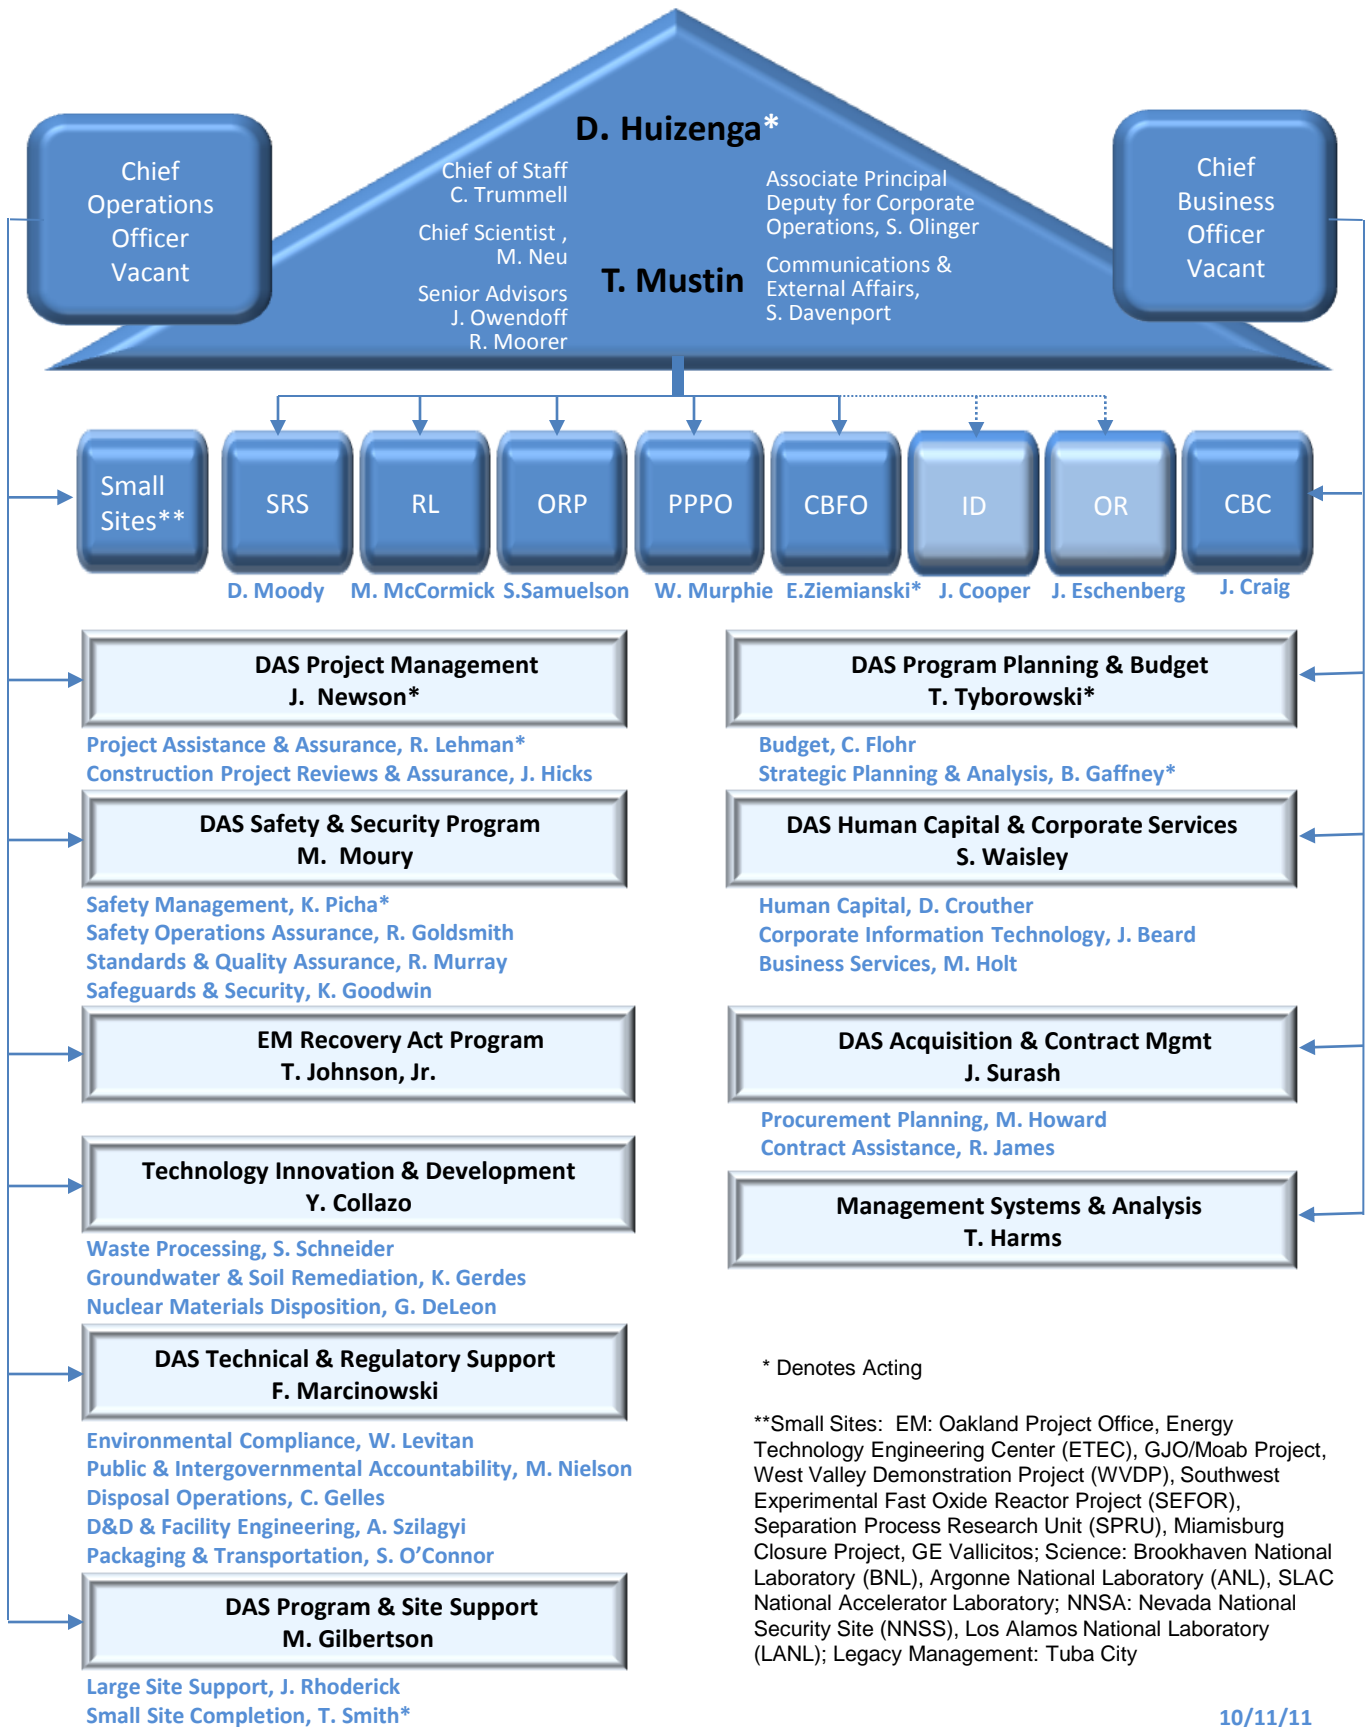 D. Huizenga*
Chief
Operations
Officer
Vacant
Chief of Staff
C. Trummell
Chief Scientist ,
M. Neu
Senior Advisors
J. Owendoff
R. Moorer
T. Mustin
Associate Principal
Deputy for Corporate
Operations, S. Olinger
Communications &
External Affairs,
S. Davenport
Chief
Business
Officer
Vacant
Small
Sites**
SRS
RL
ORP
PPPO
CBFO
ID
OR
CBC
D. Moody
M. McCormick
S.Samuelson
W. Murphie
E.Ziemianski*
J. Cooper
J. Eschenberg
J. Craig
DAS Project Management
J. Newson*
Project Assistance & Assurance, R. Lehman*
Construction Project Reviews & Assurance, J. Hicks
DAS Safety & Security Program
M. Moury
Safety Management, K. Picha*
Safety Operations Assurance, R. Goldsmith
Standards & Quality Assurance, R. Murray
Safeguards & Security, K. Goodwin
EM Recovery Act Program
T. Johnson, Jr.
Technology Innovation & Development
Y. Collazo
Waste Processing, S. Schneider
Groundwater & Soil Remediation, K. Gerdes
Nuclear Materials Disposition, G. DeLeon
DAS Technical & Regulatory Support
F. Marcinowski
Environmental Compliance, W. Levitan
Public & Intergovernmental Accountability, M. Nielson
Disposal Operations, C. Gelles
D&D & Facility Engineering, A. Szilagyi
Packaging & Transportation, S. O’Connor
DAS Program & Site Support
M. Gilbertson
Large Site Support, J. Rhoderick
Small Site Completion, T. Smith*
DAS Program Planning & Budget
T. Tyborowski*
Budget, C. Flohr
Strategic Planning & Analysis, B. Gaffney*
DAS Human Capital & Corporate Services
S. Waisley
Human Capital, D. Crouther
Corporate Information Technology, J. Beard
Business Services, M. Holt
DAS Acquisition & Contract Mgmt
J. Surash
Procurement Planning, M. Howard
Contract Assistance, R. James
Management Systems & Analysis
T. Harms
* Denotes Acting
**Small Sites: EM: Oakland Project Office, Energy
Technology Engineering Center (ETEC), GJO/Moab Project,
West Valley Demonstration Project (WVDP), Southwest
Experimental Fast Oxide Reactor Project (SEFOR),
Separation Process Research Unit (SPRU), Miamisburg
Closure Project, GE Vallicitos; Science: Brookhaven National
Laboratory (BNL), Argonne National Laboratory (ANL), SLAC
National Accelerator Laboratory; NNSA: Nevada National
Security Site (NNSS), Los Alamos National Laboratory
(LANL); Legacy Management: Tuba City
10/11/11